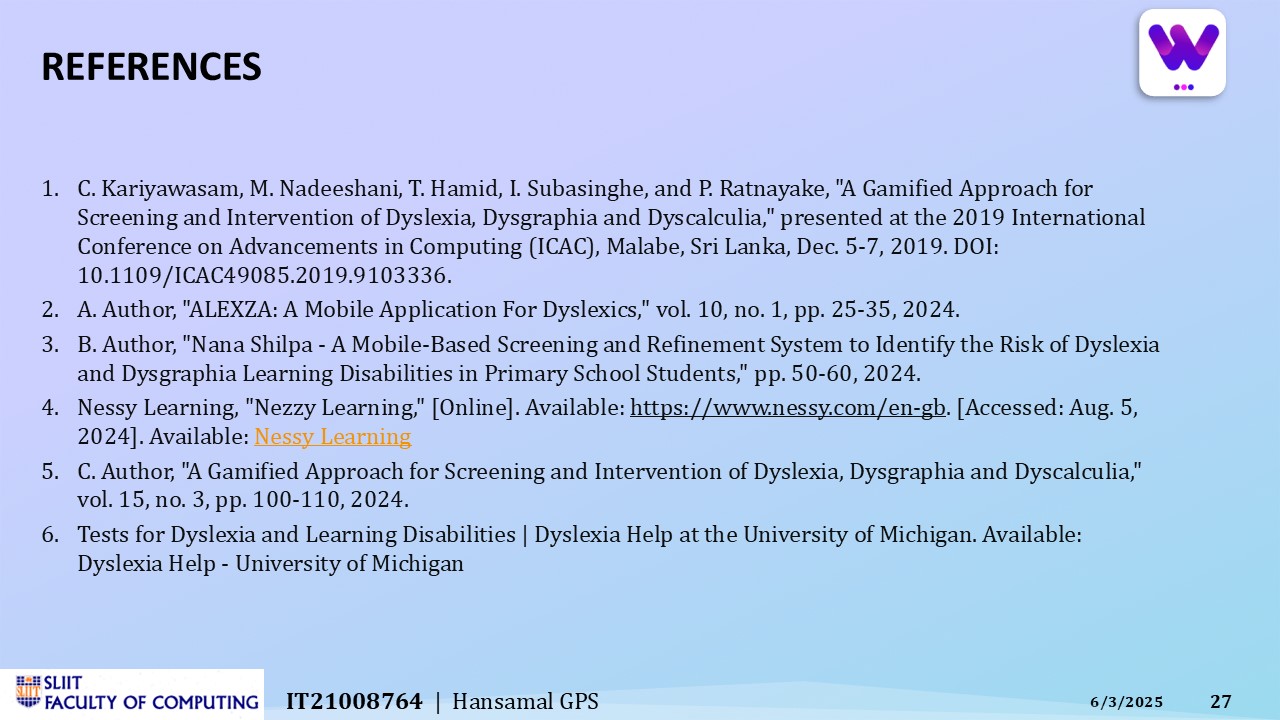 REFERENCES
1. C. Kariyawasam, M. Nadeeshani, T. Hamid, I. Subasinghe, and P. Ratnayake, "A Gamified Approach for
Screening and Intervention of Dyslexia, Dysgraphia and Dyscalculia," presented at the 2019 International
Conference on Advancements in Computing (ICAC), Malabe, Sri Lanka, Dec. 5-7, 2019. DOI:
10.1109/ICAC49085.2019.9103336.
2. A. Author, "ALEXZA: A Mobile Application For Dyslexics," vol. 10, no. 1, pp. 25-35, 2024.
3. B. Author, "Nana Shilpa - A Mobile-Based Screening and Refinement System to Identify the Risk of Dyslexia
and Dysgraphia Learning Disabilities in Primary School Students," pp. 50-60, 2024.
4. Nessy Learning, "Nezzy Learning," [Online]. Available: https://www.nessy.com/en-gb. [Accessed: Aug. 5,
2024]. Available: Nessy Learning
5. C. Author, "A Gamified Approach for Screening and Intervention of Dyslexia, Dysgraphia and Dyscalculia,"
vol. 15, no. 3, pp. 100-110, 2024.
6. Tests for Dyslexia and Learning Disabilities | Dyslexia Help at the University of Michigan. Available:
Dyslexia Help - University of Michigan
SLIIT
FACULTY OF COMPUTING
IT21008764 | Hansamal GPS
6/3/2025
27